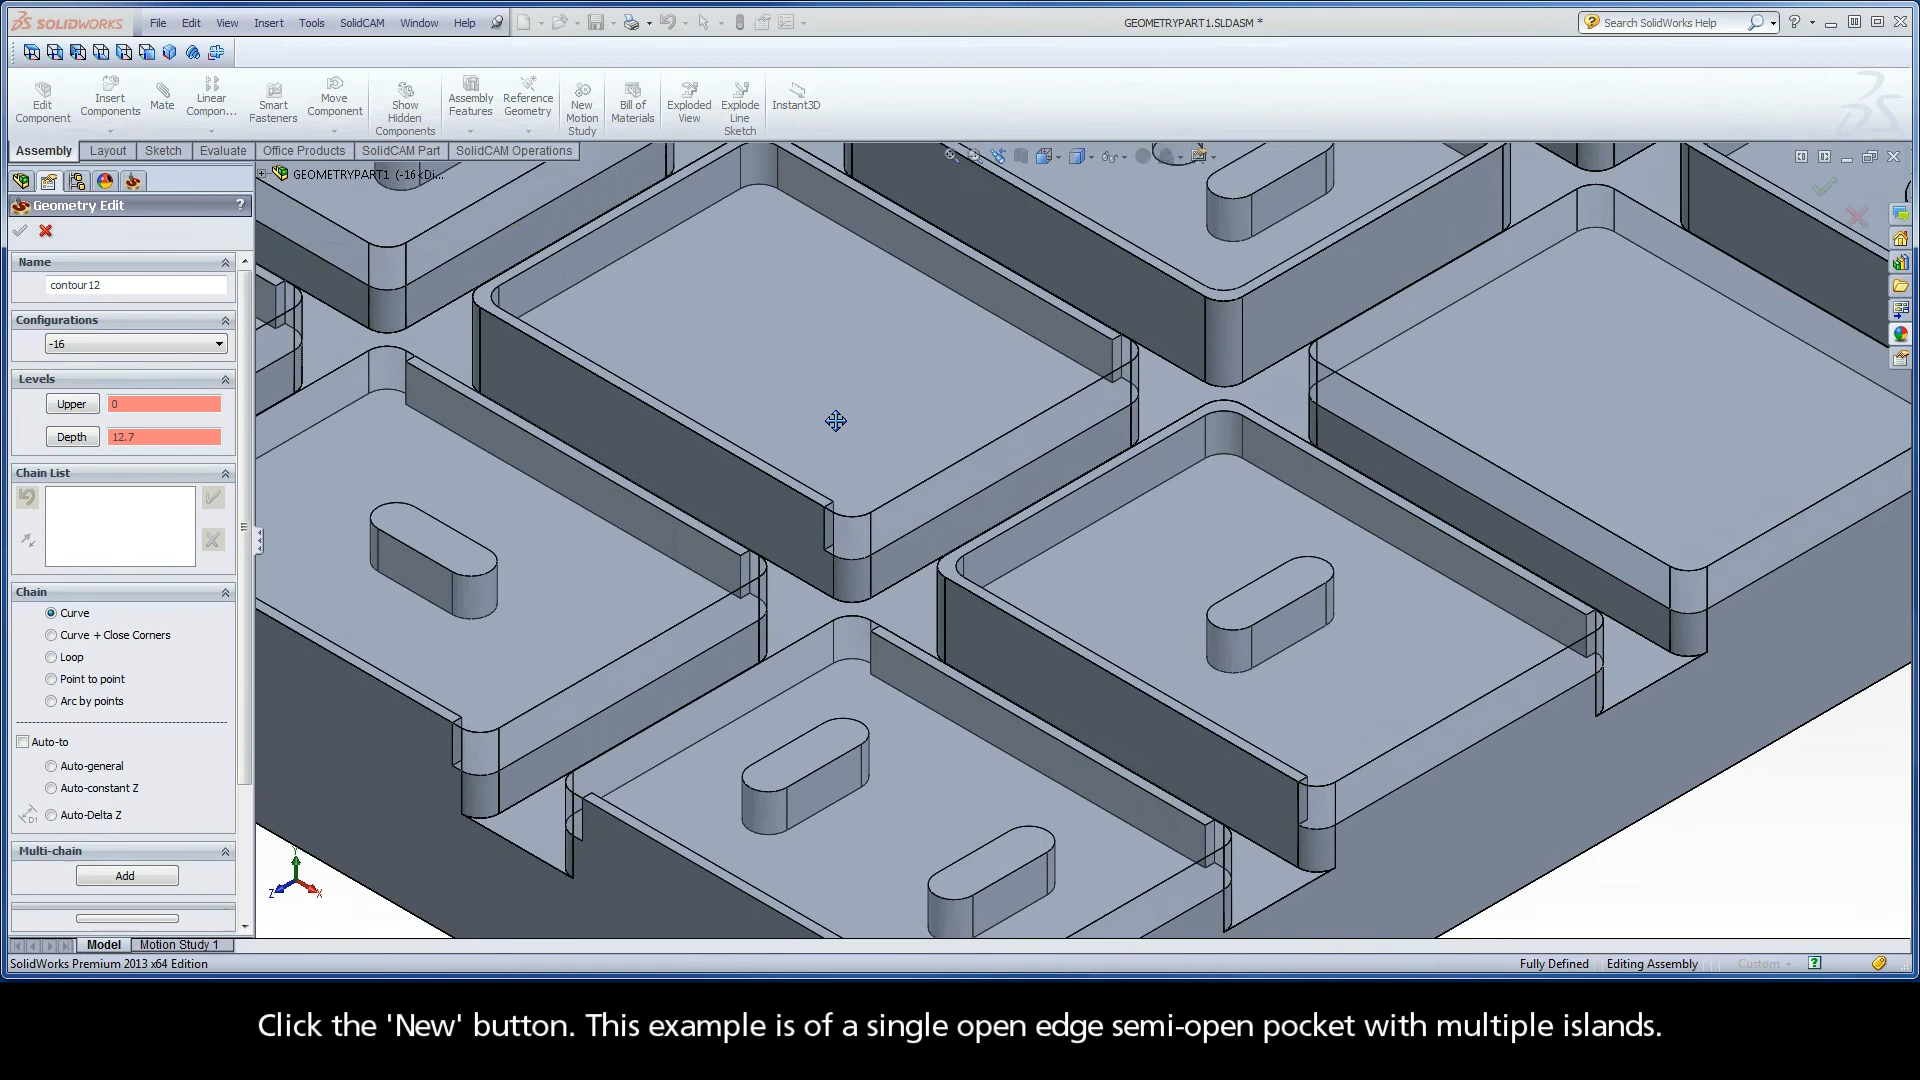 SOLIDWORKS File Edit View Insert Tools SolidCAM Window Help GEOMETRYPART1.SLDASM * Search SolidWorks Help
Edit Component
Insert Components
Mate
Linear Compon...
Smart Fasteners
Move Component
Show Hidden Components
Assembly Features
Reference Geometry
New Motion Study
Bill of Materials
Exploded View
Explode Line Sketch
Instant3D
Assembly Layout Sketch Evaluate Office Products SolidCAM Part SolidCAM Operations
GEOMETRYPART1 (-16<Di...
Geometry Edit ?
Name
contour12
Configurations
-16
Levels
Upper 0
Depth 12.7
Chain List
Chain
Curve
Curve + Close Corners
Loop
Point to point
Arc by points
Auto-to
Auto-general
Auto-constant Z
Auto-Delta Z
Multi-chain
Add
Y
Z X
Model Motion Study 1
SolidWorks Premium 2013 x64 Edition Fully Defined Editing Assembly Custom
Click the 'New' button. This example is of a single open edge semi-open pocket with multiple islands.